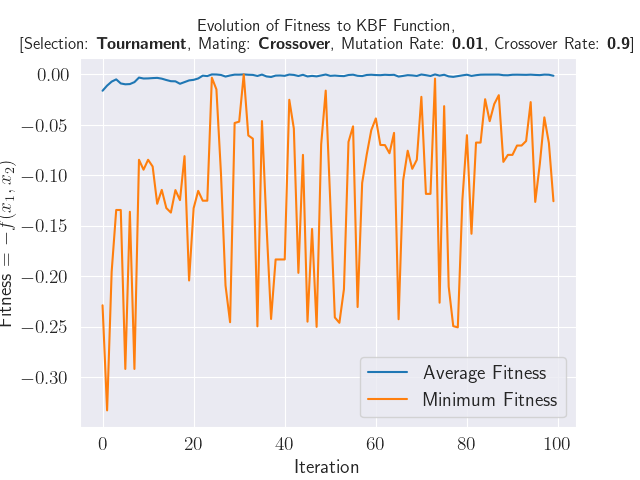 Evolution of Fitness to KBF Function,
[Selection: Tournament, Mating: Crossover, Mutation Rate: 0.01, Crossover Rate: 0.9]
0.00
−0.05
−0.10
−0.15
−0.20
−0.25
−0.30
Fitness = −f(x₁, x₂)
Average Fitness
Minimum Fitness
0 20 40 60 80 100
Iteration